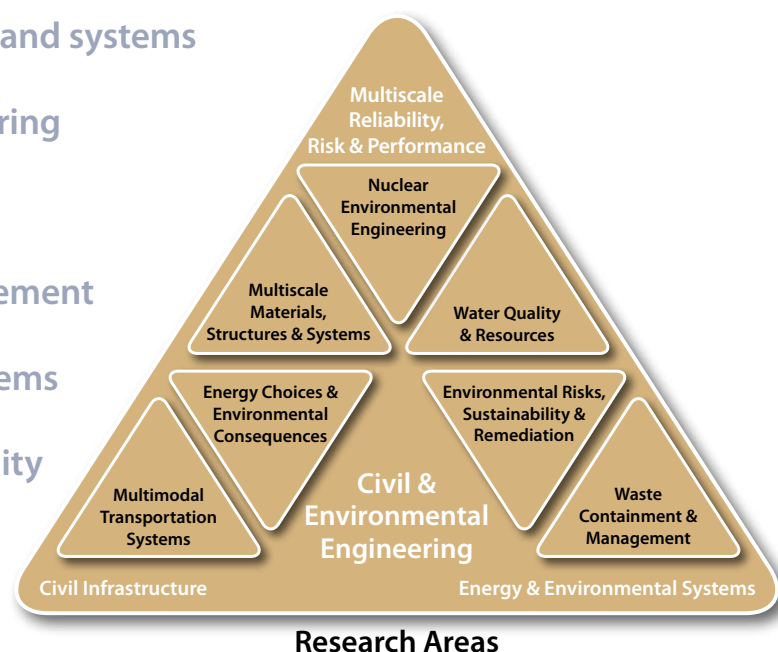 and systems
ring
ement
ems
ity
Multiscale
Reliability,
Risk & Performance
Nuclear
Environmental
Engineering
Multiscale
Materials,
Structures & Systems
Water Quality
& Resources
Energy Choices &
Environmental
Consequences
Environmental Risks,
Sustainability &
Remediation
Multimodal
Transportation
Systems
Civil &
Environmental
Engineering
Waste
Containment &
Management
Civil Infrastructure
Energy & Environmental Systems
Research Areas